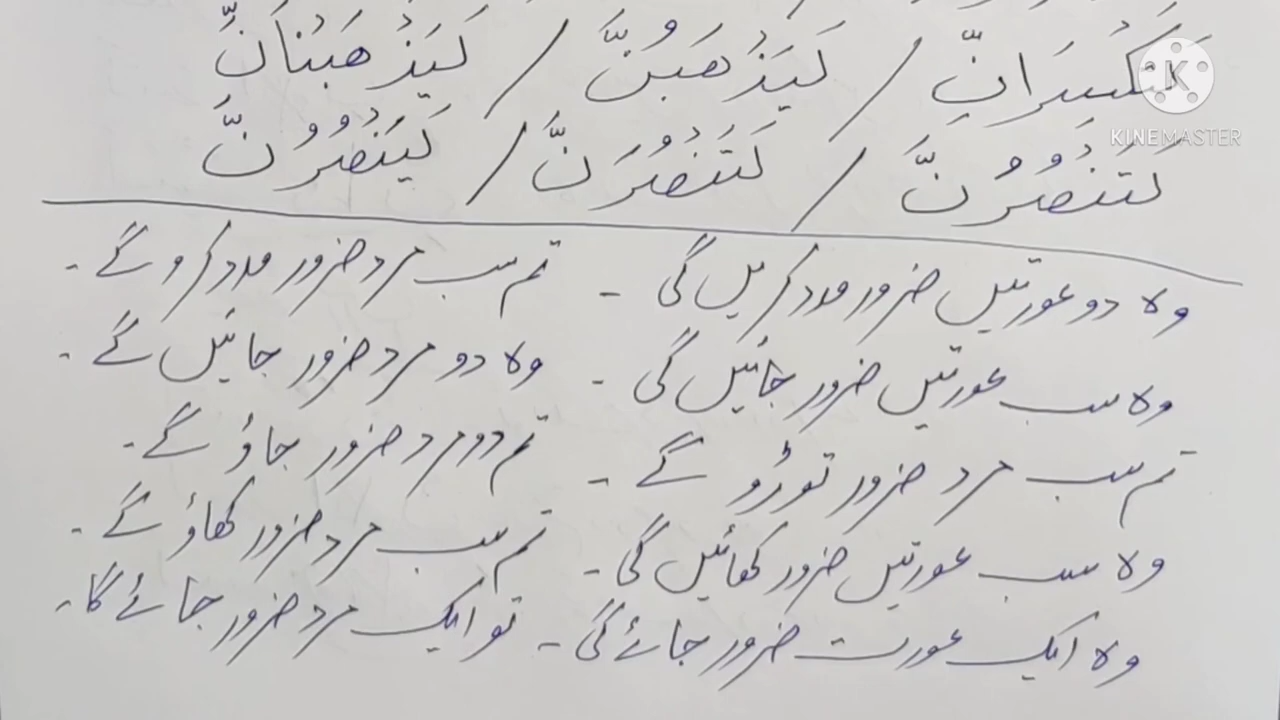 لَتَكْسِرَانِّ / لَيَذْهَبُنَّ / لَيَذْهَبْنَانِّ
لَتَنْصُرُنَّ / لَتَنْصُرَنَّ / لَيَنْصُرُنَّ
وہ دو عورتیں ضرور مدد کریں گی ۔ تم سب مرد ضرور مدد کرو گے ۔
وہ سب عورتیں ضرور جائیں گی ۔ وہ دو مرد ضرور جائیں گے ۔
تم سب مرد ضرور توڑو گے ۔ تم دو مرد ضرور جاؤ گے ۔
وہ سب عورتیں ضرور کھائیں گی ۔ تم سب مرد ضرور کھاؤ گے ۔
وہ ایک عورت ضرور جائے گی ۔ تو ایک مرد ضرور جائے گا ۔
KINEMASTER